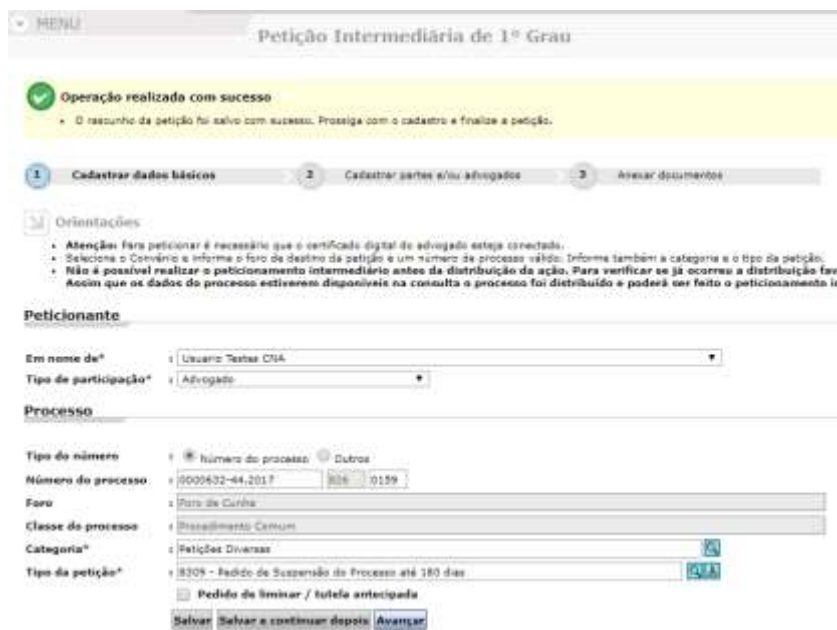 MENU
Petição Intermediária de 1º Grau
Operação realizada com sucesso
O rascunho da petição foi salvo com sucesso. Prossiga com o cadastro e finalize a petição.
1 Cadastrar dados básicos 2 Cadastrar partes e/ou advogados 3 Anexar documentos
Orientações
Atenção: Para peticionar é necessário que o certificado digital do advogado esteja conectado.
Selecione o Convênio e informe o foro de destino da petição e um número de processo válido. Informe também a categoria e o tipo da petição.
Não é possível realizar o peticionamento intermediário antes da distribuição da ação. Para verificar se já ocorreu a distribuição fav
Assim que os dados do processo estiverem disponíveis na consulta o processo foi distribuído e poderá ser feito o peticionamento i
Peticionante
Em nome de* : Usuario Testes CNA
Tipo de participação* : Advogado
Processo
Tipo do número : Número do processo Outros
Número do processo : 0000632-44.2017 826 0159
Foro : Foro de Cunha
Classe do processo : Procedimento Comum
Categoria* : Petições Diversas
Tipo da petição* : 8309 - Pedido de Suspensão do Processo até 180 dias
Pedido de liminar / tutela antecipada
Salvar Salvar e continuar depois Avançar